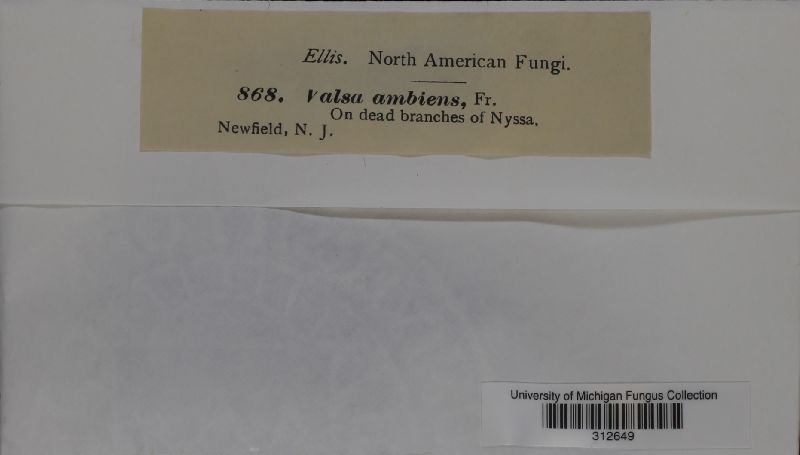 Ellis. North American Fungi.
868. Valsa ambiens, Fr.
On dead branches of Nyssa.
Newfield, N. J.
University of Michigan Fungus Collection
312649